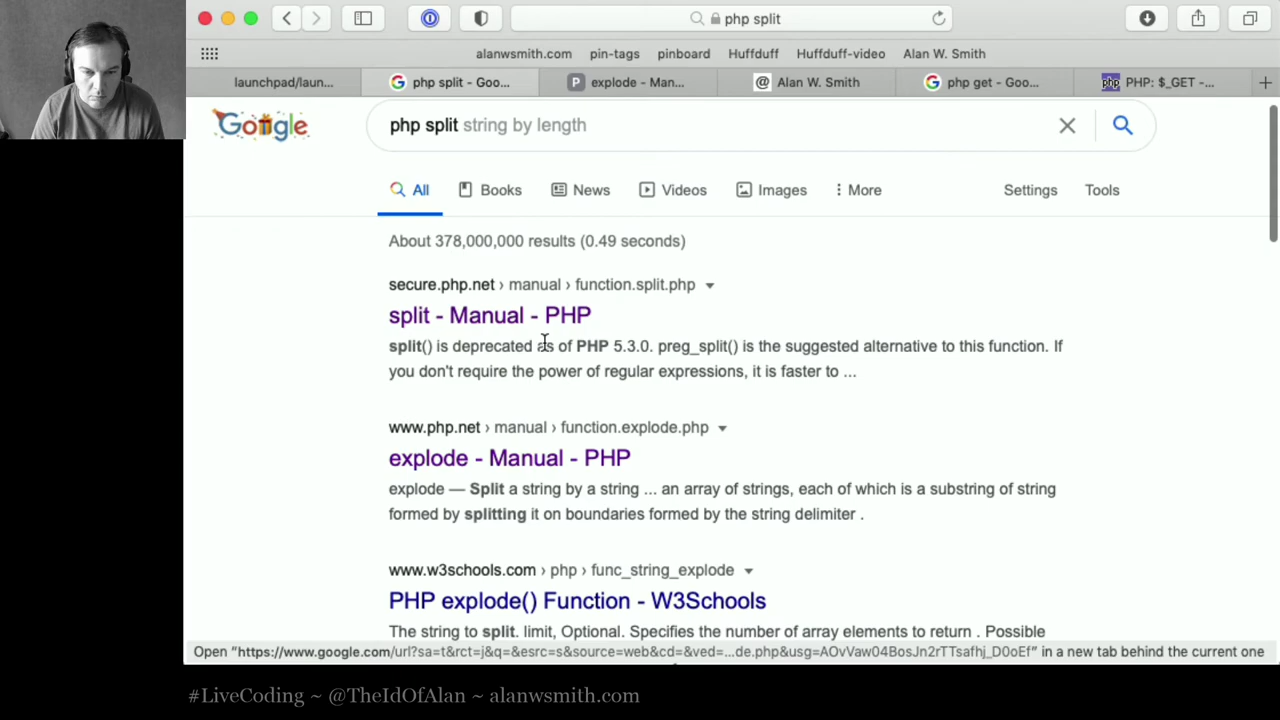 php split
alanwsmith.com pin-tags pinboard Huffduff Huffduff-video Alan W. Smith
launchpad/laun... php split - Goo... explode - Man... Alan W. Smith php get - Goo... PHP: $_GET -...
Google php split string by length
All Books News Videos Images More Settings Tools
About 378,000,000 results (0.49 seconds)
secure.php.net › manual › function.split.php
split - Manual - PHP
split() is deprecated as of PHP 5.3.0. preg_split() is the suggested alternative to this function. If
you don't require the power of regular expressions, it is faster to ...
www.php.net › manual › function.explode.php
explode - Manual - PHP
explode — Split a string by a string ... an array of strings, each of which is a substring of string
formed by splitting it on boundaries formed by the string delimiter .
www.w3schools.com › php › func_string_explode
PHP explode() Function - W3Schools
The string to split. limit, Optional. Specifies the number of array elements to return . Possible
Open “https://www.google.com/url?sa=t&rct=j&q=&esrc=s&source=web&cd=&ved=...de.php&usg=AOvVaw04BosJn2rTTsafhj_D0oEf” in a new tab behind the current one
#LiveCoding ~ @TheIdOfAlan ~ alanwsmith.com